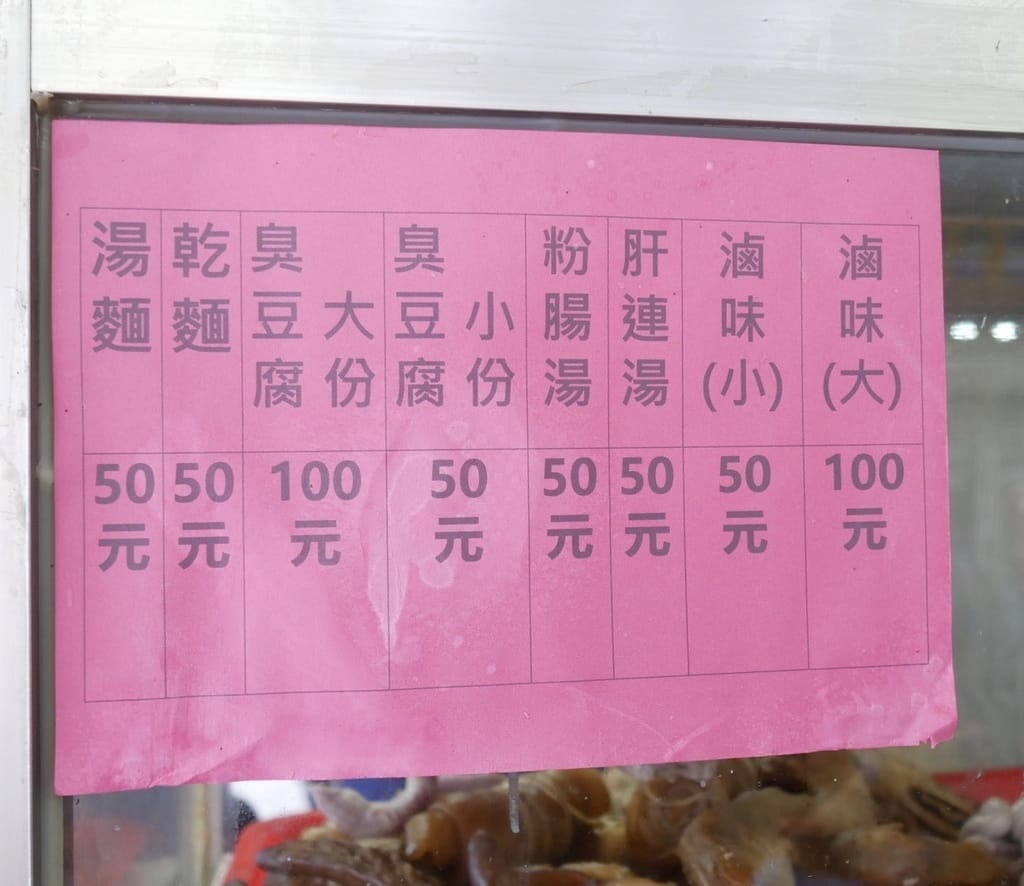 湯麵
50元
乾麵
50元
臭豆腐
大份
100元
臭豆腐
小份
50元
粉腸湯
50元
肝連湯
50元
滷味(小)
50元
滷味(大)
100元